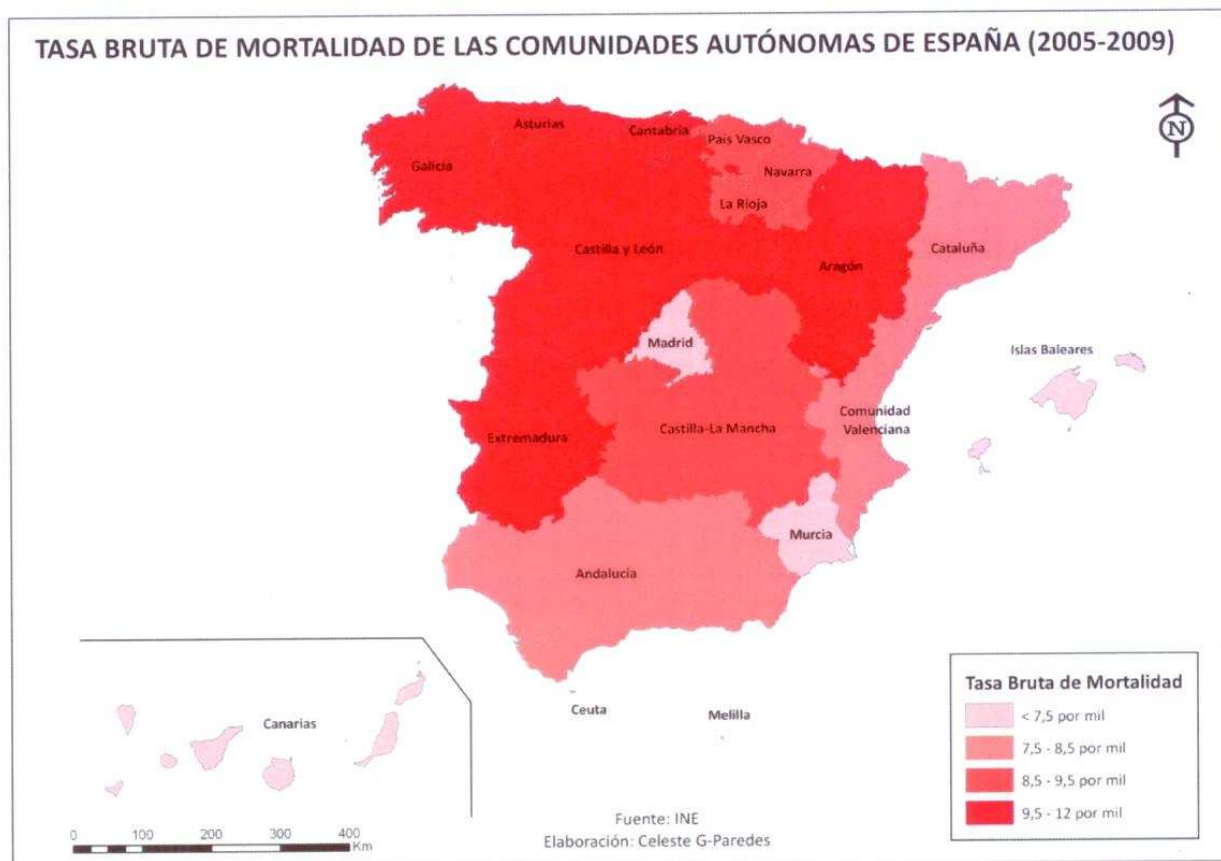 TASA BRUTA DE MORTALIDAD DE LAS COMUNIDADES AUTÓNOMAS DE ESPAÑA (2005-2009)
N
Asturias
Cantabria
País Vasco
Galicia
Navarra
La Rioja
Castilla y León
Aragón
Cataluña
Madrid
Islas Baleares
Comunidad
Valenciana
Extremadura
Castilla-La Mancha
Murcia
Andalucía
Ceuta
Melilla
Canarias
Tasa Bruta de Mortalidad
< 7,5 por mil
7,5 - 8,5 por mil
8,5 - 9,5 por mil
9,5 - 12 por mil
0 100 200 300 400
Km
Fuente: INE
Elaboración: Celeste G-Paredes